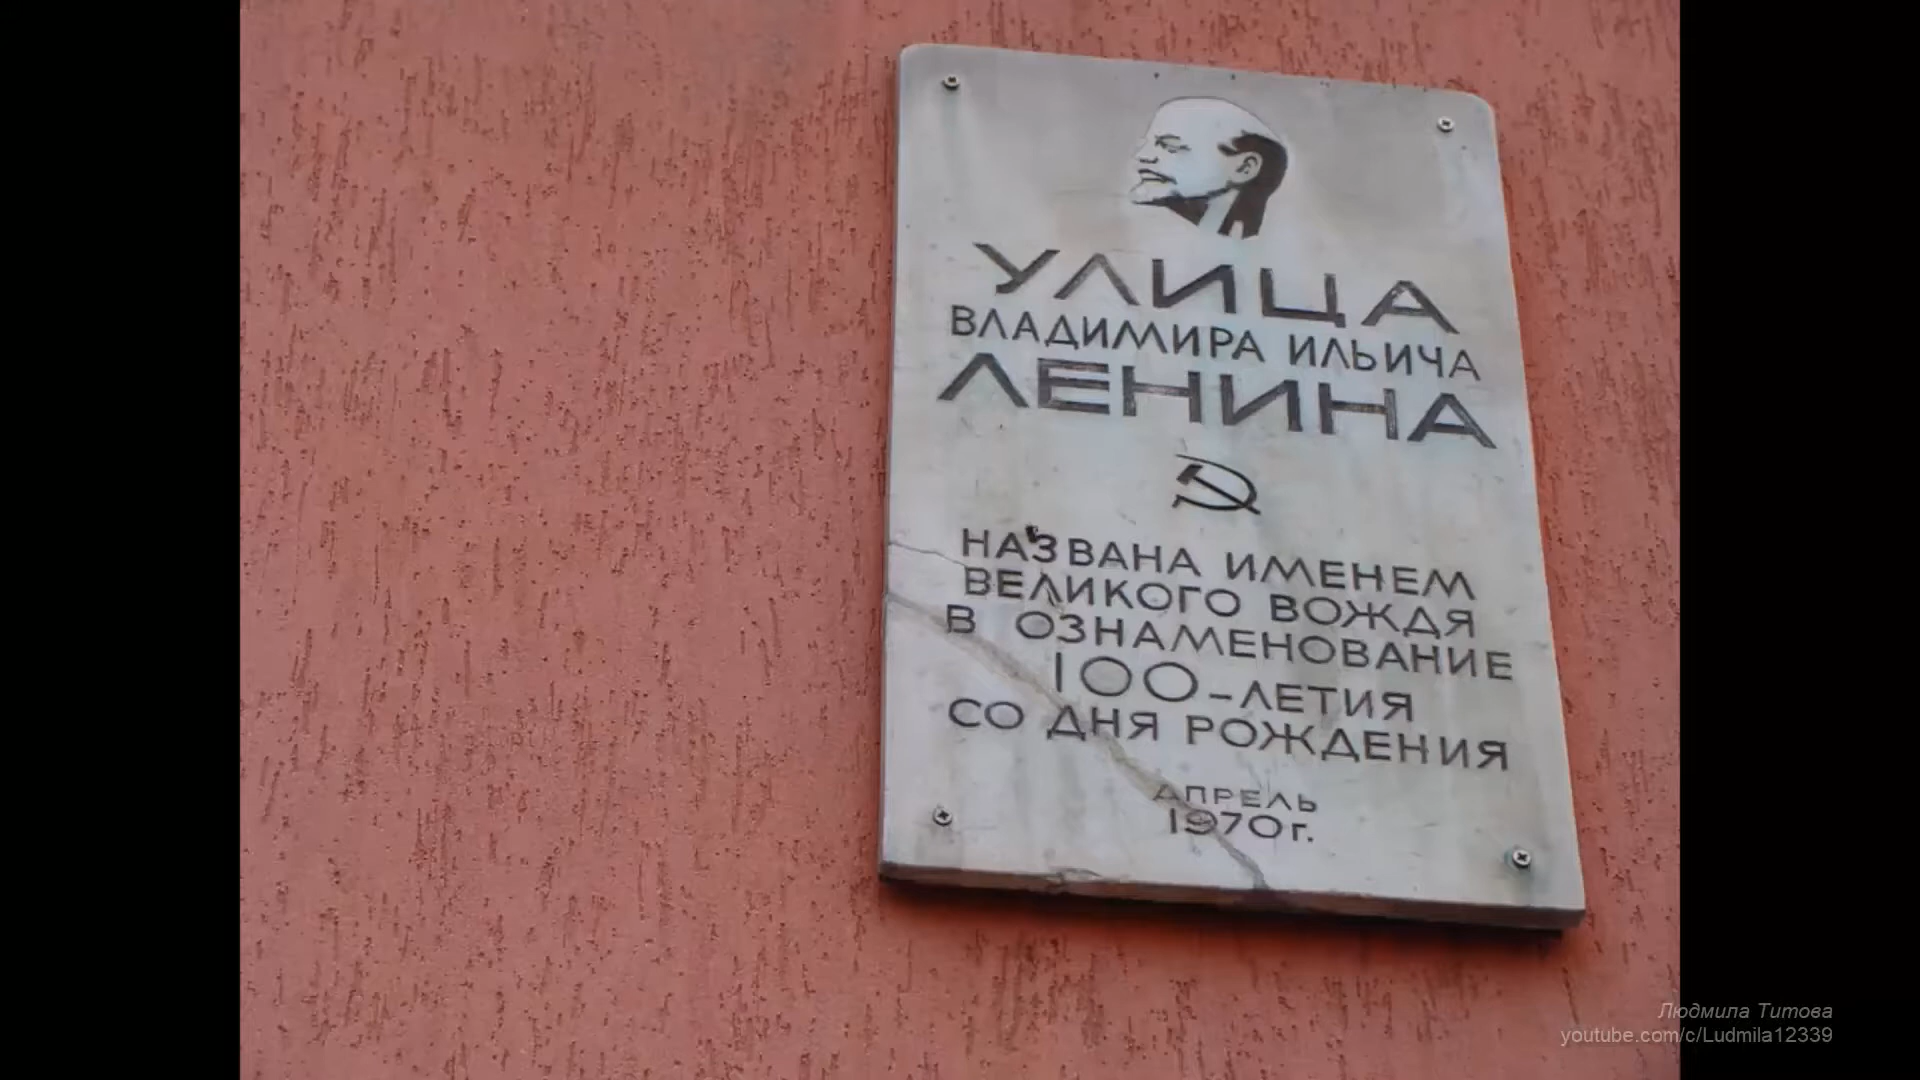 УЛИЦА
ВЛАДИМИРА ИЛЬИЧА
ЛЕНИНА
НАЗВАНА ИМЕНЕМ
ВЕЛИКОГО ВОЖДЯ
В ОЗНАМЕНОВАНИЕ
100-ЛЕТИЯ
СО ДНЯ РОЖДЕНИЯ
АПРЕЛЬ
1970г.
Людмила Титова
youtube.com/c/Ludmila12339